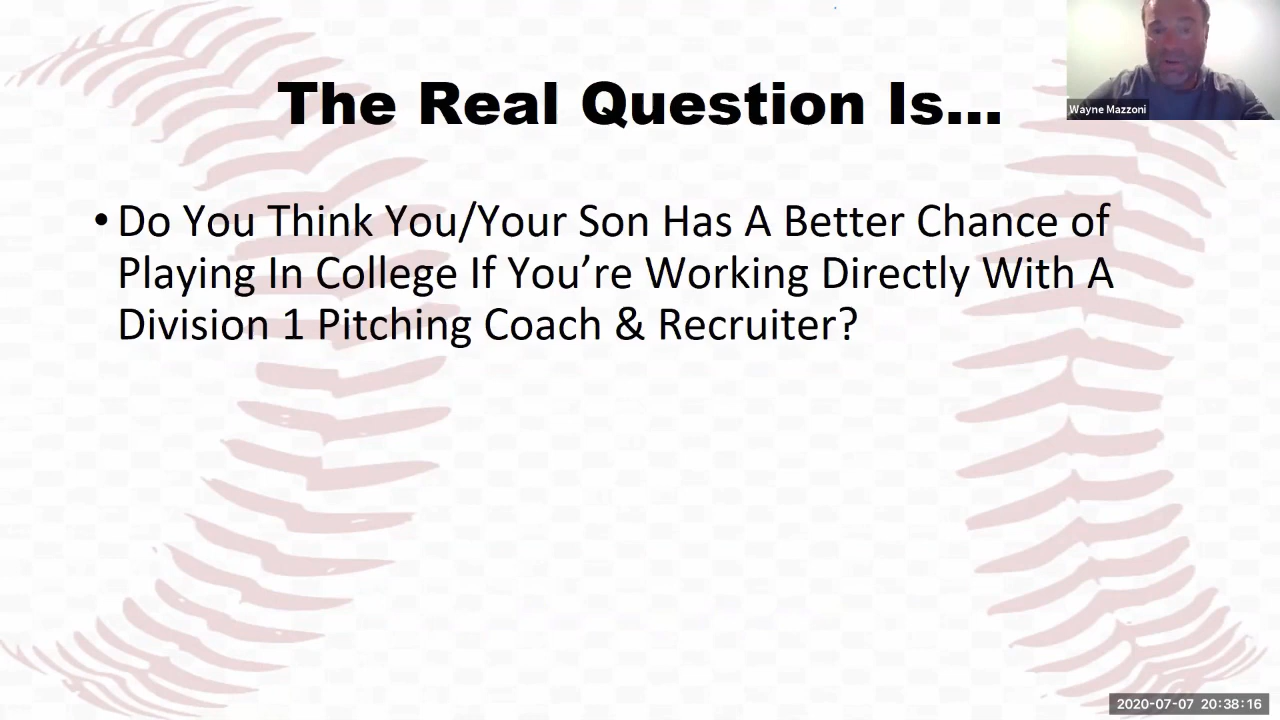 The Real Question Is...
Wayne Mazzoni
• Do You Think You/Your Son Has A Better Chance of
Playing In College If You’re Working Directly With A
Division 1 Pitching Coach & Recruiter?
2020-07-07 20:38:16